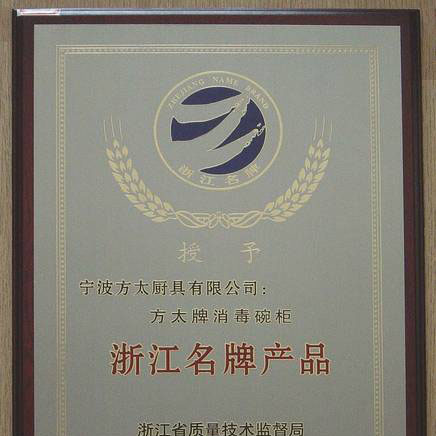 ZHEJIANG NAME BRAND
浙江名牌
授 予
宁波方太厨具有限公司：
方太牌消毒碗柜
浙江名牌产品
浙江省质量技术监督局